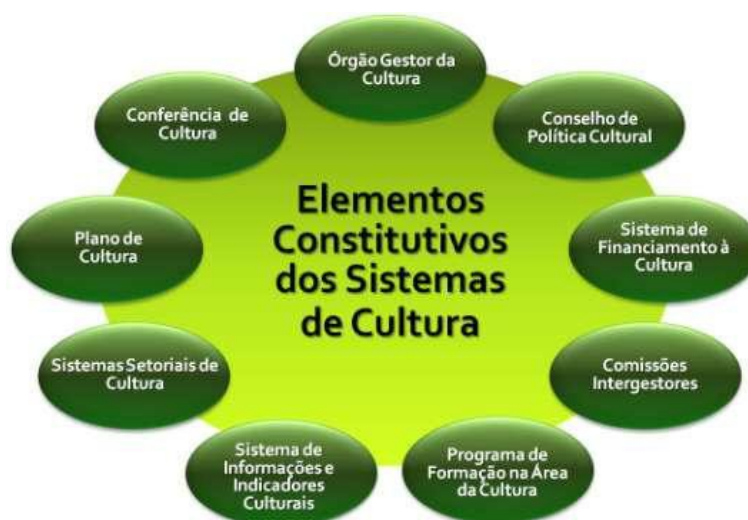 Órgão Gestor da
Cultura
Conselho de
Política Cultural
Sistema de
Financiamento à
Cultura
Comissões
Intergestores
Programa de
Formação na Área
da Cultura
Sistema de
Informações e
Indicadores
Culturais
Sistemas Setoriais de
Cultura
Plano de
Cultura
Conferência de
Cultura
Elementos
Constitutivos
dos Sistemas
de Cultura